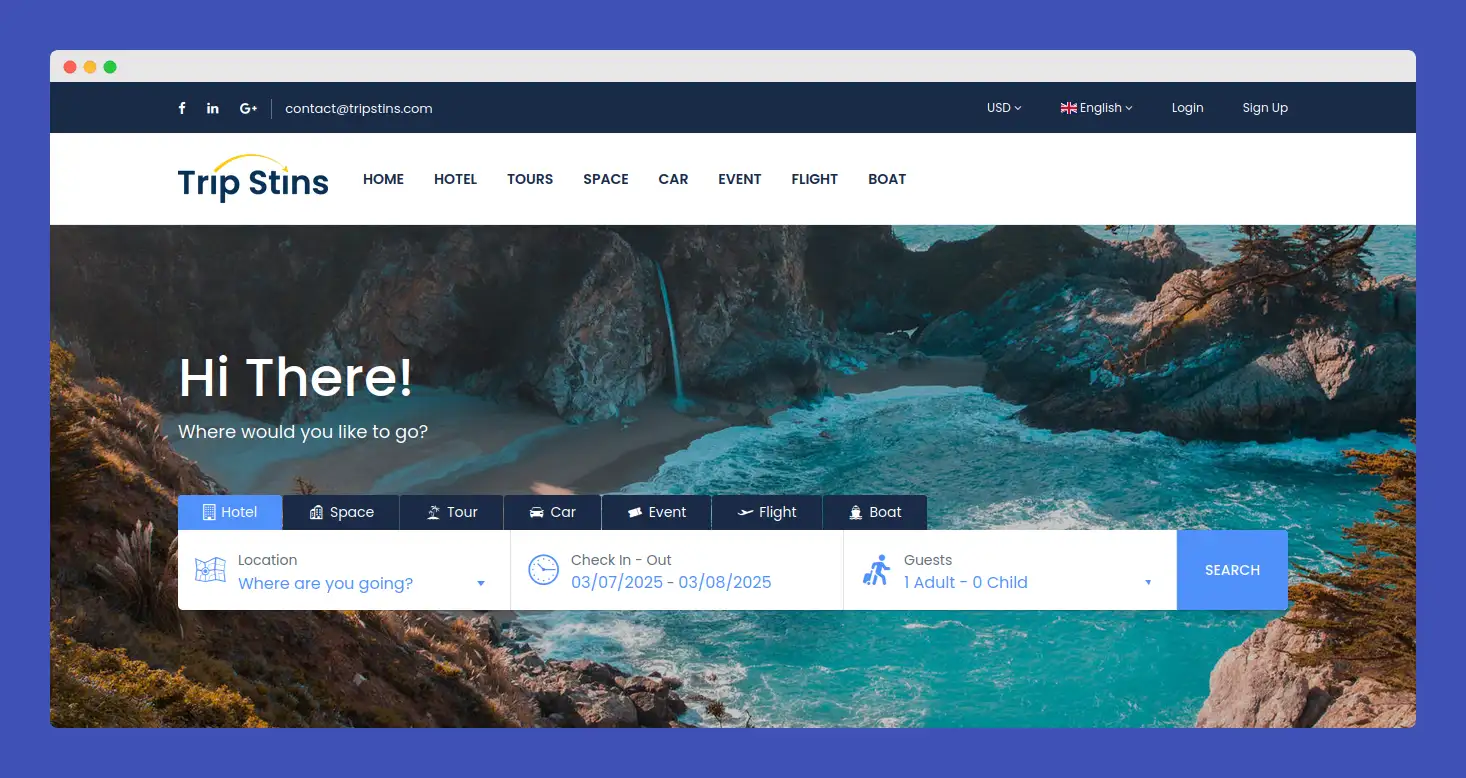 contact@tripstins.com
USD English Login Sign Up
Trip Stins
HOME HOTEL TOURS SPACE CAR EVENT FLIGHT BOAT
Hi There!
Where would you like to go?
Hotel Space Tour Car Event Flight Boat
Location
Where are you going?
Check In - Out
03/07/2025 - 03/08/2025
Guests
1 Adult - 0 Child
SEARCH